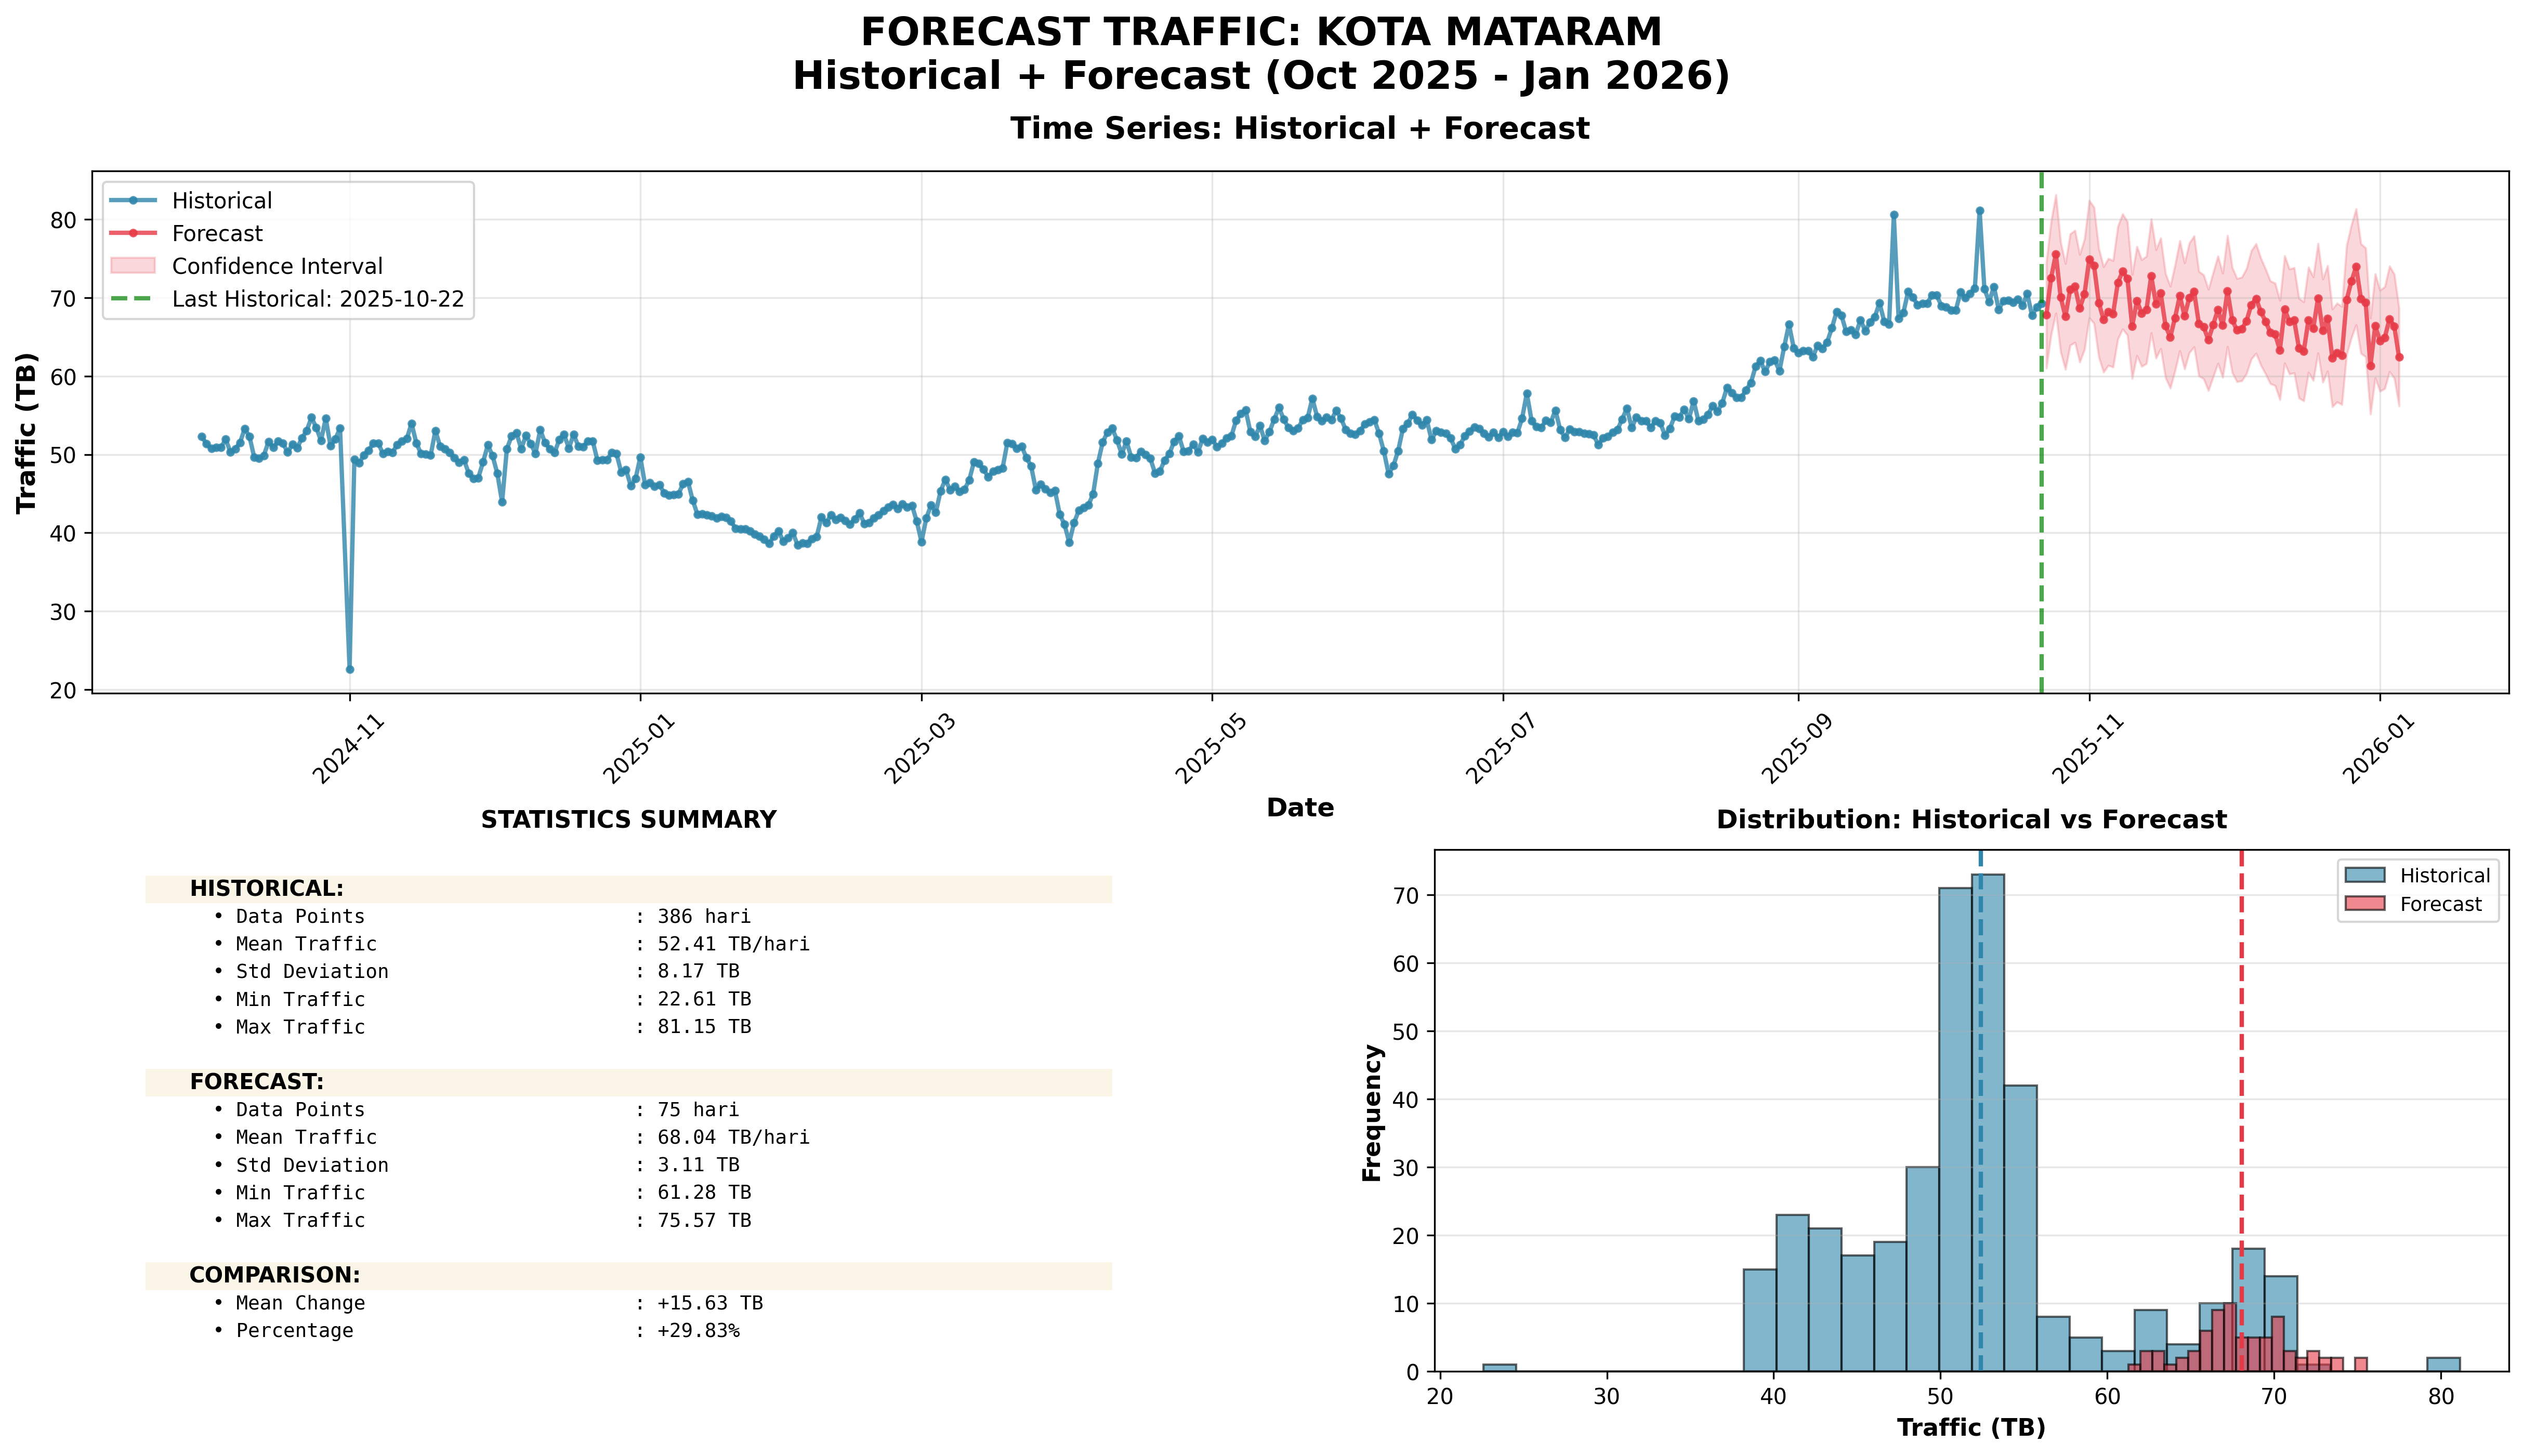 FORECAST TRAFFIC: KOTA MATARAM
Historical + Forecast (Oct 2025 - Jan 2026)
Time Series: Historical + Forecast
Historical
Forecast
Confidence Interval
Last Historical: 2025-10-22
Traffic (TB)
80
70
60
50
40
30
20
2024-11
2025-01
2025-03
2025-05
2025-07
2025-09
2025-11
2026-01
Date
STATISTICS SUMMARY
HISTORICAL:
• Data Points : 386 hari
• Mean Traffic : 52.41 TB/hari
• Std Deviation : 8.17 TB
• Min Traffic : 22.61 TB
• Max Traffic : 81.15 TB
FORECAST:
• Data Points : 75 hari
• Mean Traffic : 68.04 TB/hari
• Std Deviation : 3.11 TB
• Min Traffic : 61.28 TB
• Max Traffic : 75.57 TB
COMPARISON:
• Mean Change : +15.63 TB
• Percentage : +29.83%
Distribution: Historical vs Forecast
Historical
Forecast
Frequency
70
60
50
40
30
20
10
0
20
30
40
50
60
70
80
Traffic (TB)